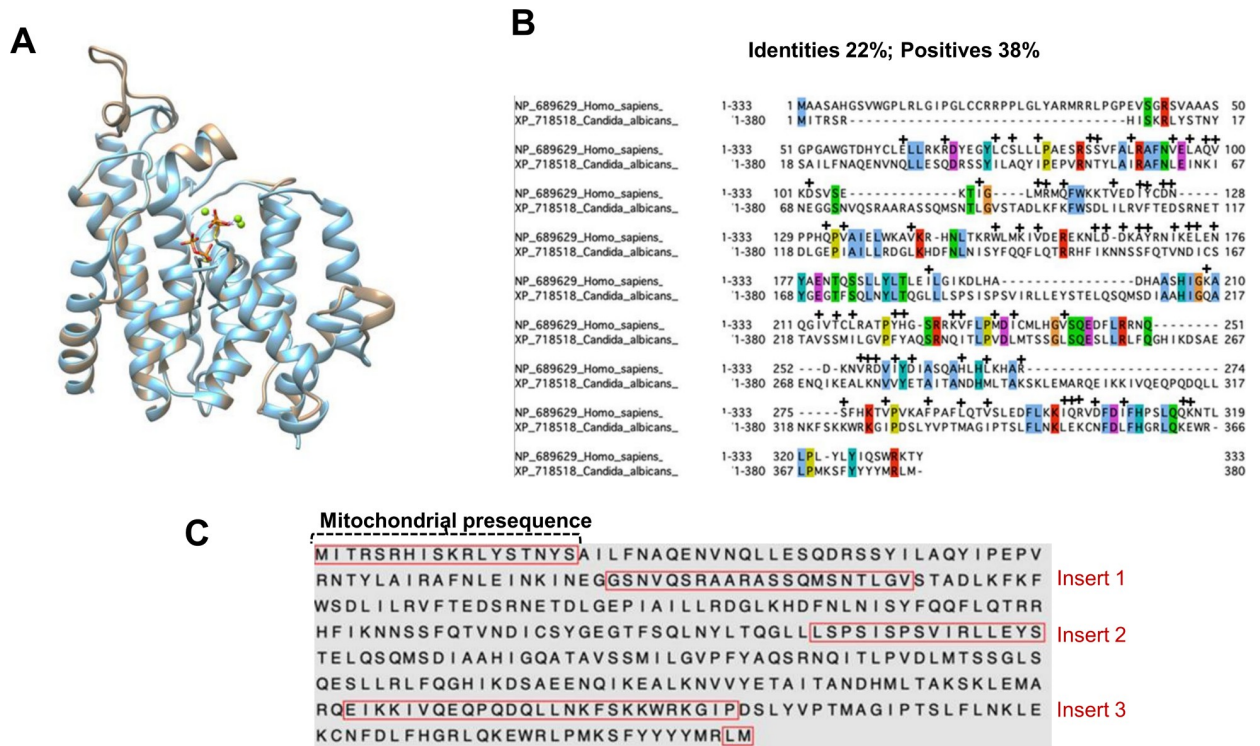 A
B
Identities 22%; Positives 38%
NP_689629_Homo_sapiens_ 1-333 1 MAASAHGSVWGPLRLGIPGLCCRRPPLGLYARMRRLPGPEVSGRSVAAAS 50
XP_718518_Candida_albicans_ '1-380 1 MITRSR---------------------------------HISKRLYSTNY 17
NP_689629_Homo_sapiens_ 1-333 51 GPGAWGTDHYCLELLRKRDYEGYLCSLLLPAESRSSVFALRAFNVELAQV 100
XP_718518_Candida_albicans_ '1-380 18 SAILFNAQENVNQLLESQDRSSYILAQYIPEPVRNTYLAIRAFNLEINKI 67
NP_689629_Homo_sapiens_ 1-333 101 KDSVSE-------------KTIG----LMRMQFWKKTVEDIYCDN----- 128
XP_718518_Candida_albicans_ '1-380 68 NEGGSNVQSRAARASSQMSNTLGVSTADLKFKFWSDLILRVFTEDSRNET 117
NP_689629_Homo_sapiens_ 1-333 129 PPHQPVAIELWKAVKR-HNLTKRWLMKIVDEREKNLD-DKAYRNIKELEN 176
XP_718518_Candida_albicans_ '1-380 118 DLGEPIAILLRDGLKHDFNLNISYFQQFLQTRRHFIKNNSSFQTVNDICS 167
NP_689629_Homo_sapiens_ 1-333 177 YAENTQSSLLYLTLEILGIKDLHA----------------DHAASHIGKA 210
XP_718518_Candida_albicans_ '1-380 168 YGEGTFSQLNYLTQGLLLSPSISPSVIRLLEYSTELQSQMSDIAAHIGQA 217
NP_689629_Homo_sapiens_ 1-333 211 QGIVTCLRATPYHGSRRKVFLPMDICMLHGVSQEDFLRRNQ--------- 251
XP_718518_Candida_albicans_ '1-380 218 TAVSSMILGVPFYAQSRNQITLPVDLMTSSGLSQESLLRLFQGHIKDSAE 267
NP_689629_Homo_sapiens_ 1-333 252 ---D-KNVRDVIYDIASQAHLHLKHAR----------------------- 274
XP_718518_Candida_albicans_ '1-380 268 ENQIKEALKNVVYETAITANDHMLTAKSKLEMARQEIKKIVQEQPQDQLL 317
NP_689629_Homo_sapiens_ 1-333 275 -----SFHKTVPVKAFPAFLQTVSLEDFLKKIQRVDFDIFHPSLQQKNTL 319
XP_718518_Candida_albicans_ '1-380 318 NKFSKKWRKGIPDSLYVPTMAGIPTSLFLNKLEKCNFDLFHGRLQKEWR- 366
NP_689629_Homo_sapiens_ 1-333 320 LPL-YLYIQSWRKTY 333
XP_718518_Candida_albicans_ '1-380 367 LPMKSFYYYYMRLM- 380
C
Mitochondrial presequence
MITRSRHISKRLYSTNYSAILFNAQENVNQLLESQDRSSYILAQYIPEPV
RNTYLAIRAFNLEINKINEGGSNVQSRAARASSQMSNTLGVSTADLKFKF Insert 1
WSDLILRVFTEDSRNETDLGEPIAILLRDGLKHDFNLNISYFQQFLQTRR
HFIKNNSSFQTVNDICSYGEGTFSQLNYLTQGLLLSPSISPSVIRLLEYS Insert 2
TELQSQMSDIAAHIGQATAVSSMILGVPFYAQSRNQITLPVDLMTSSGLS
QESLLRLFQGHIKDSAEENQIKEALKNVVYETAITANDHMLTAKSKLEMA
RQEIKKIVQEQPQDQLLNKFSKKWRKGIPDSLYVPTMAGIPTSLFLNKLE Insert 3
KCNFDLFHGRLQKEWRLPMKSFYYYYMRLM